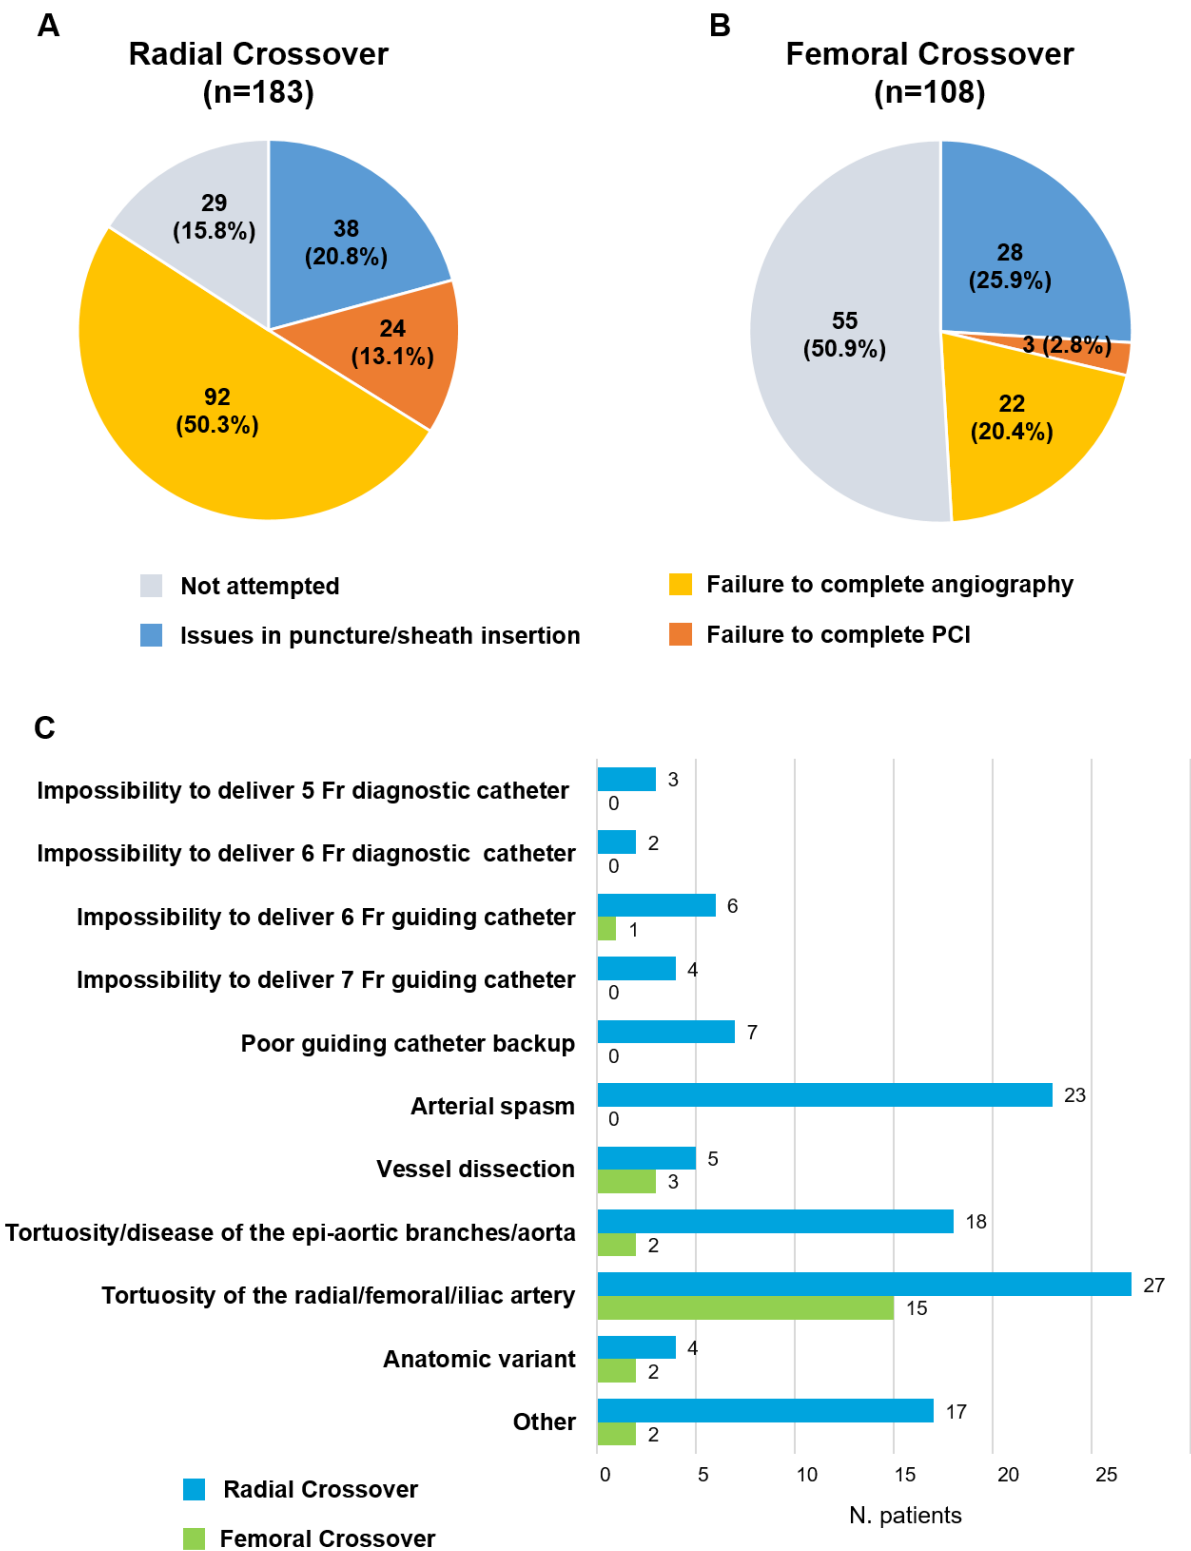 A
Radial Crossover
(n=183)
29
(15.8%)
38
(20.8%)
24
(13.1%)
92
(50.3%)
B
Femoral Crossover
(n=108)
28
(25.9%)
55
(50.9%)
3 (2.8%)
22
(20.4%)
Not attempted
Issues in puncture/sheath insertion
Failure to complete angiography
Failure to complete PCI
C
Impossibility to deliver 5 Fr diagnostic catheter
3
0
Impossibility to deliver 6 Fr diagnostic  catheter
2
0
Impossibility to deliver 6 Fr guiding catheter
6
1
Impossibility to deliver 7 Fr guiding catheter
4
0
Poor guiding catheter backup
7
0
Arterial spasm
23
0
Vessel dissection
5
3
Tortuosity/disease of the epi-aortic branches/aorta
18
2
Tortuosity of the radial/femoral/iliac artery
27
15
Anatomic variant
4
2
Other
17
2
0 5 10 15 20 25
N. patients
Radial Crossover
Femoral Crossover